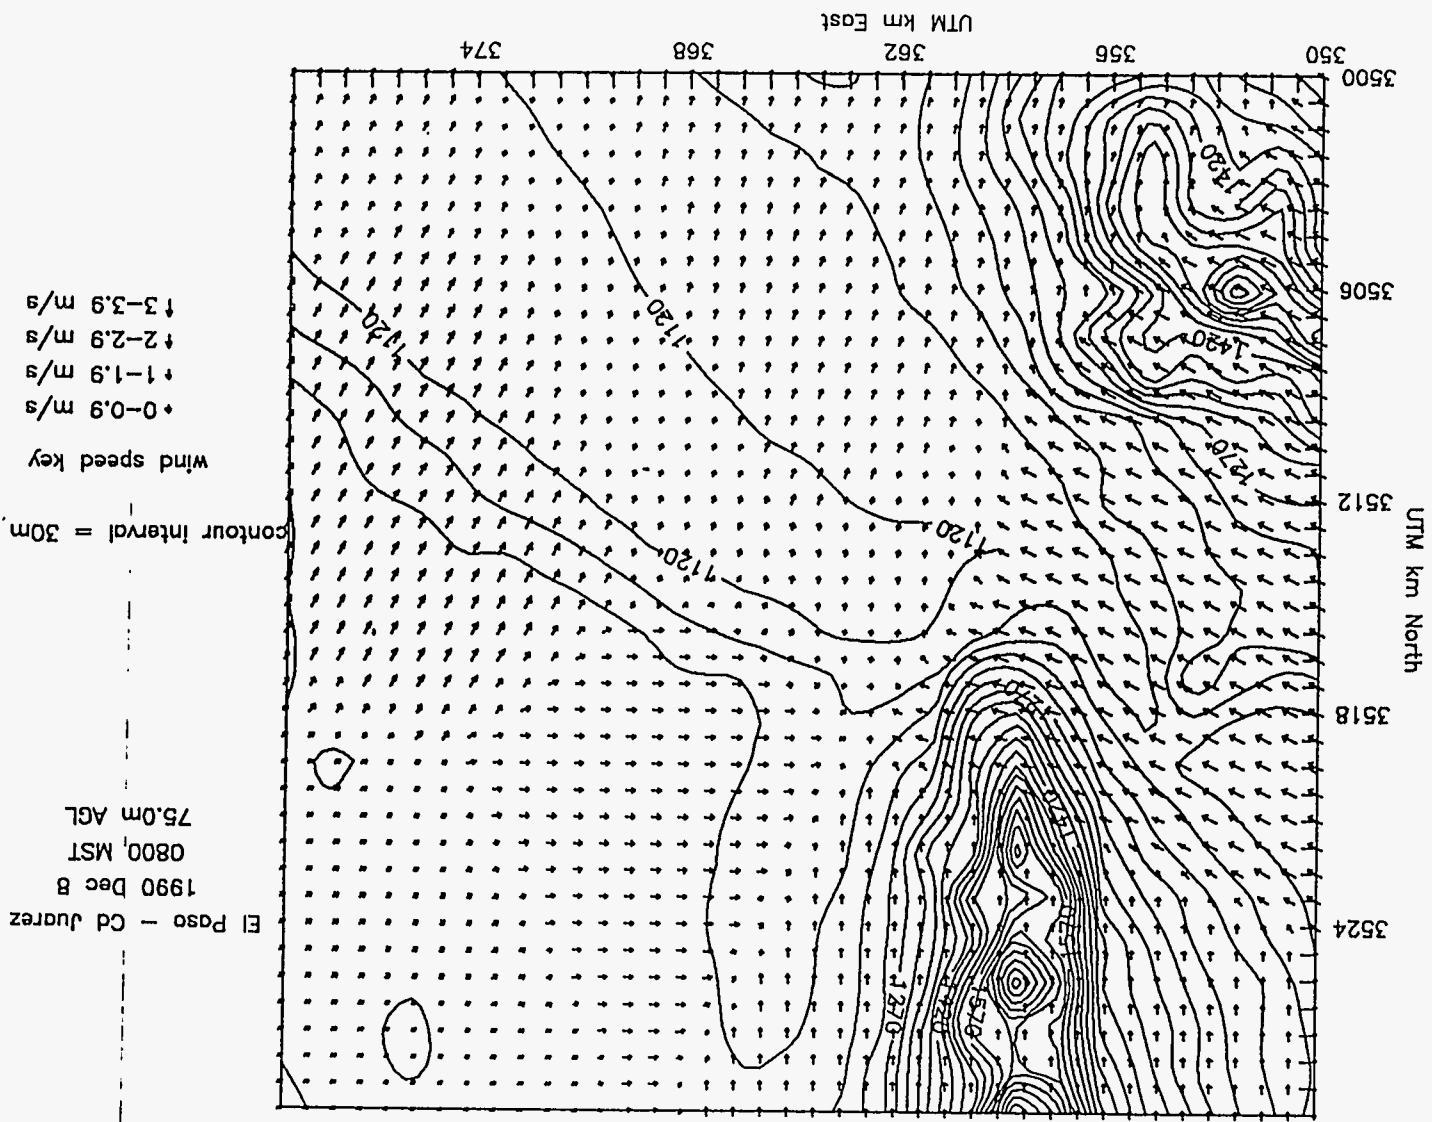 El Paso – Cd Juarez
1990 Dec 8
0800, MST
75.0m AGL
contour interval = 30m.
wind speed key
0–0.9 m/s
1–1.9 m/s
2–2.9 m/s
3–3.9 m/s
UTM km North
3524
3518
3512
3506
3500
350
356
362
368
374
UTM km East
1570
1420
1270
1120
1120
1270
1420
1120
1120
1420